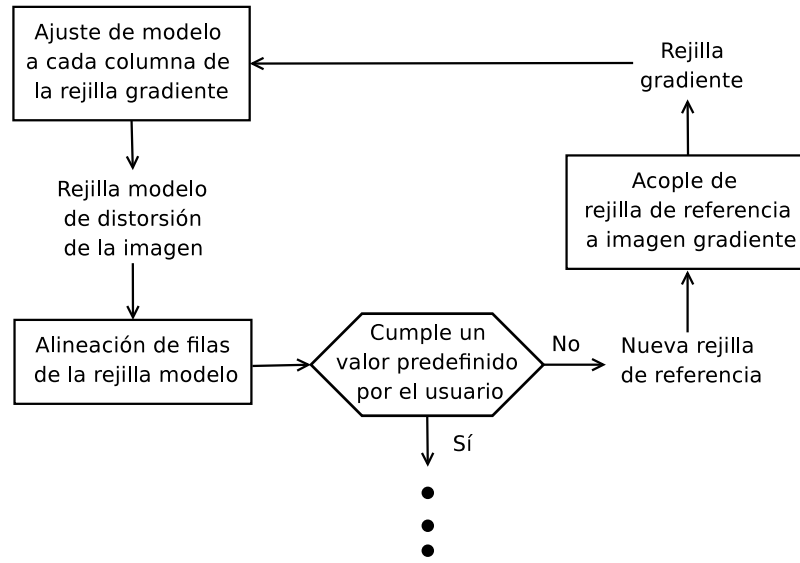 Ajuste de modelo
a cada columna de
la rejilla gradiente
Rejilla modelo
de distorsión
de la imagen
Alineación de filas
de la rejilla modelo
Cumple un
valor predefinido
por el usuario
No
Sí
Nueva rejilla
de referencia
Acople de
rejilla de referencia
a imagen gradiente
Rejilla
gradiente